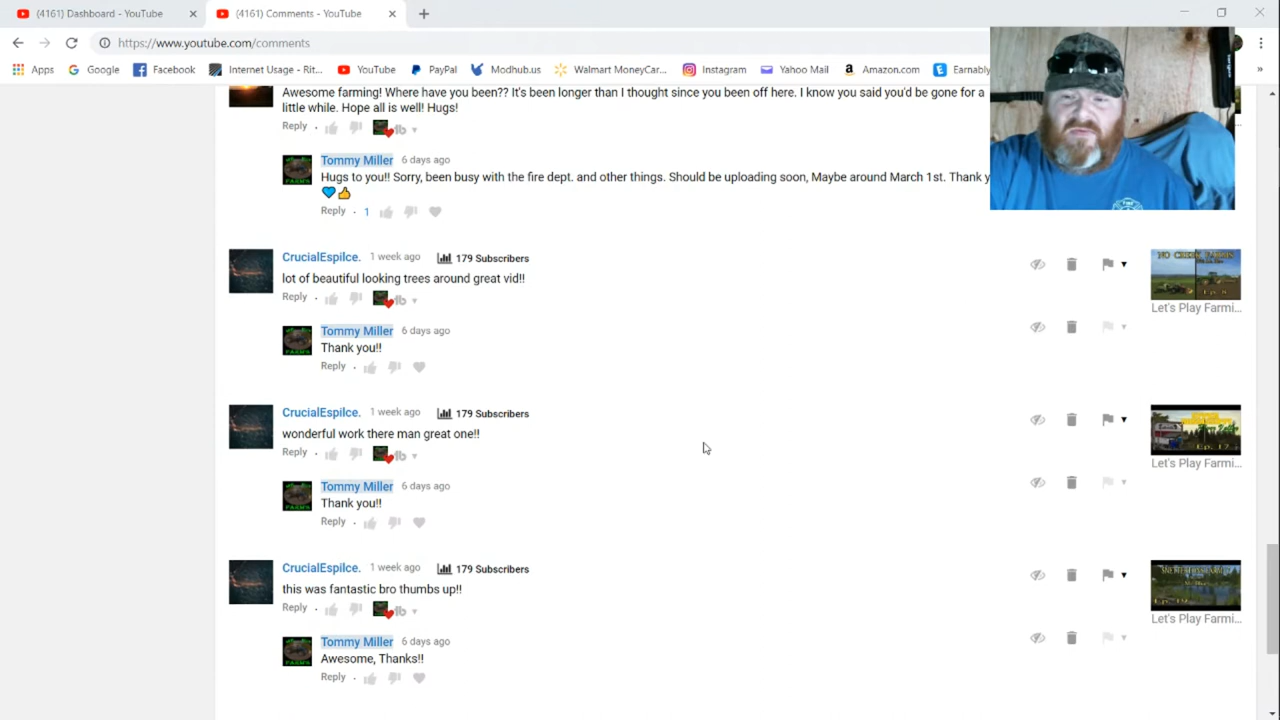 (4161) Dashboard - YouTube
(4161) Comments - YouTube
https://www.youtube.com/comments
Apps
Google
Facebook
Internet Usage - Rit...
YouTube
PayPal
Modhub.us
Walmart MoneyCar...
Instagram
Yahoo Mail
Amazon.com
Earnably
Awesome farming! Where have you been?? It's been longer than I thought since you been off here. I know you said you'd be gone for a
little while. Hope all is well! Hugs!
Reply
Tommy Miller 6 days ago
Hugs to you!! Sorry, been busy with the fire dept. and other things. Should be uploading soon, Maybe around March 1st. Thank y
Reply 1
CrucialEspilce. 1 week ago 179 Subscribers
lot of beautiful looking trees around great vid!!
Reply
Let's Play Farmi...
Tommy Miller 6 days ago
Thank you!!
Reply
CrucialEspilce. 1 week ago 179 Subscribers
wonderful work there man great one!!
Reply
Ep. 17
Let's Play Farmi...
Tommy Miller 6 days ago
Thank you!!
Reply
CrucialEspilce. 1 week ago 179 Subscribers
this was fantastic bro thumbs up!!
Reply
Let's Play Farmi...
Tommy Miller 6 days ago
Awesome, Thanks!!
Reply